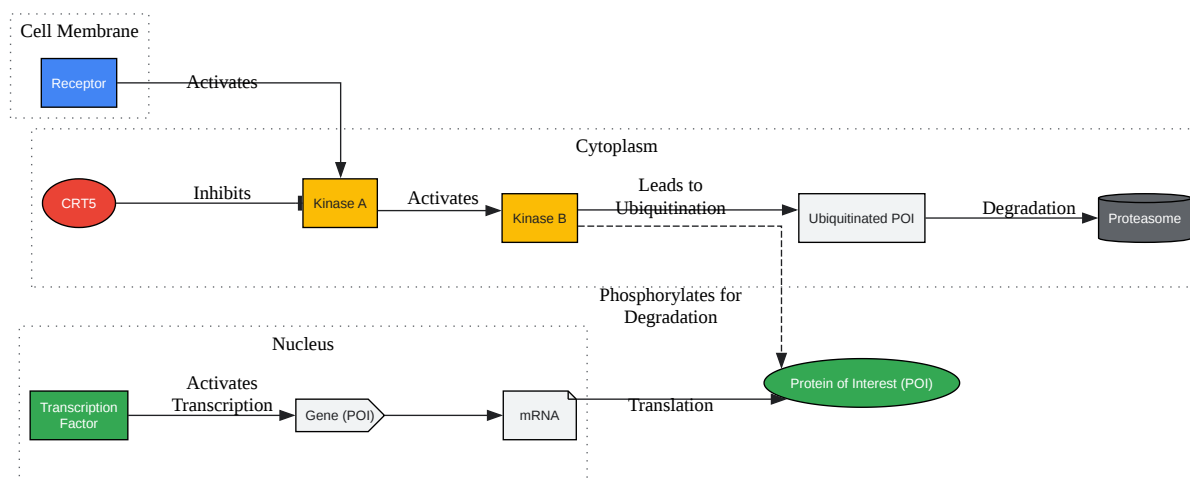 Cell Membrane
Receptor
Activates
Cytoplasm
CRT5
Inhibits
Kinase A
Activates
Kinase B
Leads to
Ubiquitination
Ubiquitinated POI
Degradation
Proteasome
Phosphorylates for
Degradation
Nucleus
Transcription
Factor
Activates
Transcription
Gene (POI)
mRNA
Translation
Protein of Interest (POI)